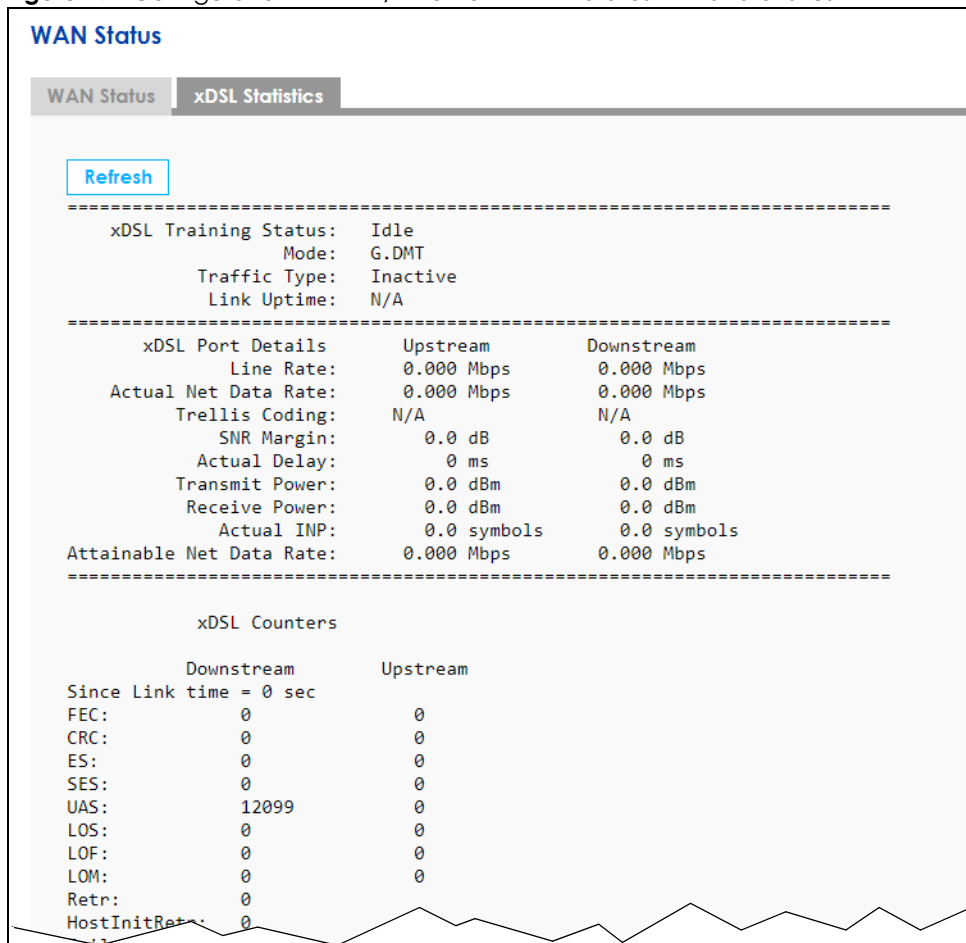 WAN Status
WAN Status xDSL Statistics
Refresh
============================================================================
xDSL Training Status: Idle
Mode: G.DMT
Traffic Type: Inactive
Link Uptime: N/A
============================================================================
xDSL Port Details Upstream Downstream
Line Rate: 0.000 Mbps 0.000 Mbps
Actual Net Data Rate: 0.000 Mbps 0.000 Mbps
Trellis Coding: N/A N/A
SNR Margin: 0.0 dB 0.0 dB
Actual Delay: 0 ms 0 ms
Transmit Power: 0.0 dBm 0.0 dBm
Receive Power: 0.0 dBm 0.0 dBm
Actual INP: 0.0 symbols 0.0 symbols
Attainable Net Data Rate: 0.000 Mbps 0.000 Mbps
============================================================================
xDSL Counters
Downstream Upstream
Since Link time = 0 sec
FEC: 0 0
CRC: 0 0
ES: 0 0
SES: 0 0
UAS: 12099 0
LOS: 0 0
LOF: 0 0
LOM: 0 0
Retr: 0
HostInitRetr: 0